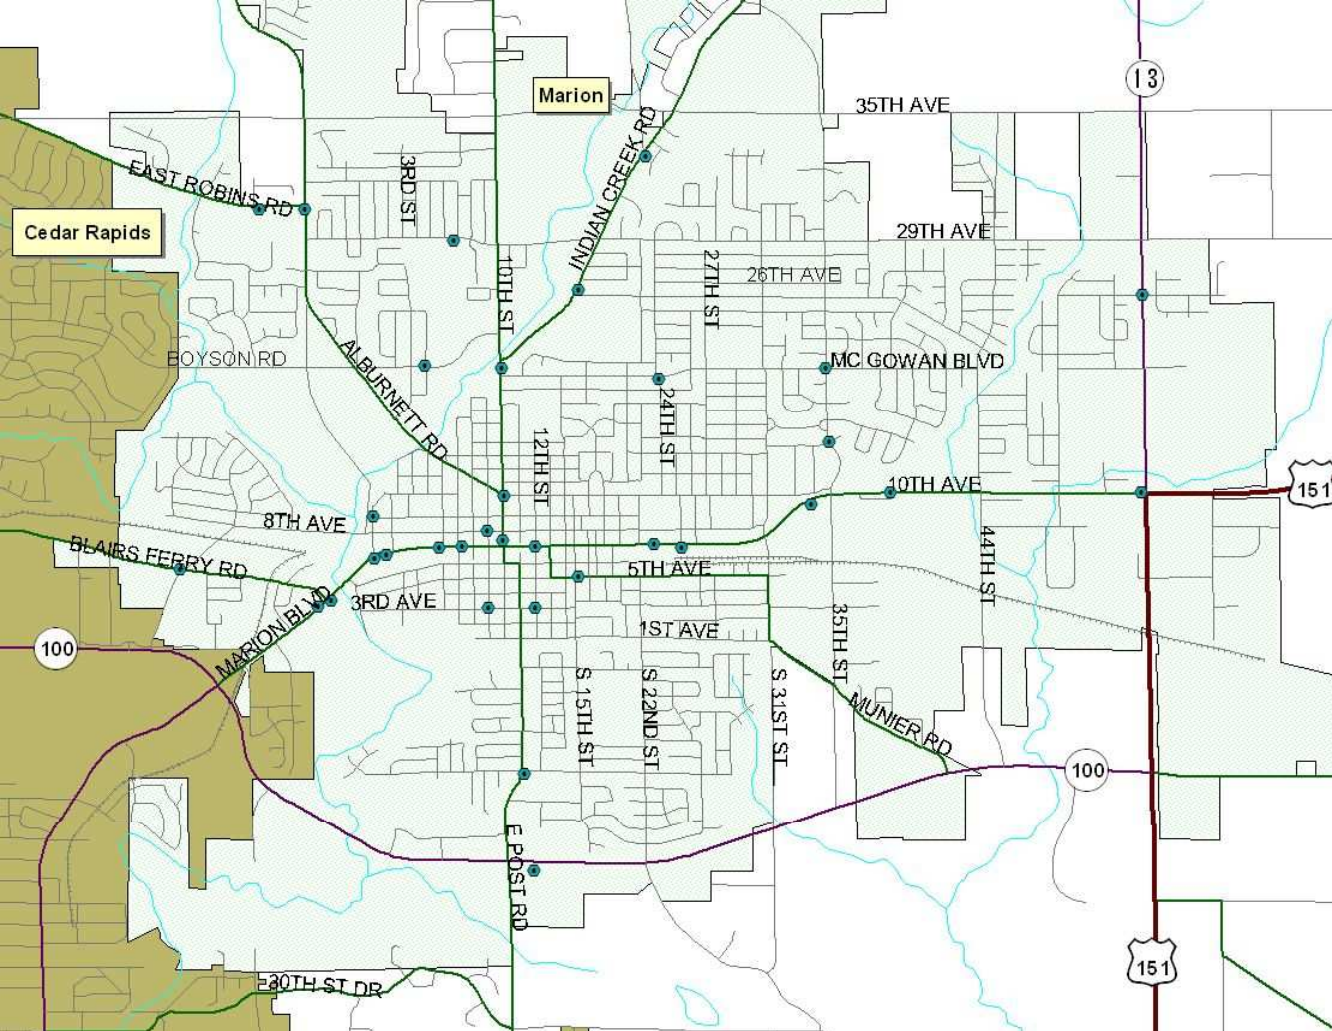 13
Marion
35TH AVE
EAST ROBINS RD
3RD ST
INDIAN CREEK RD
Cedar Rapids
29TH AVE
10TH ST
27TH ST
26TH AVE
BOYSON RD
ALBURNETT RD
MC GOWAN BLVD
24TH ST
12TH ST
10TH AVE
151
8TH AVE
BLAIRS FERRY RD
5TH AVE
44TH ST
MARION BLVD
3RD AVE
1ST AVE
35TH ST
100
S 15TH ST
S 22ND ST
S 31ST ST
MUNIER RD
100
E POST RD
151
30TH ST DR